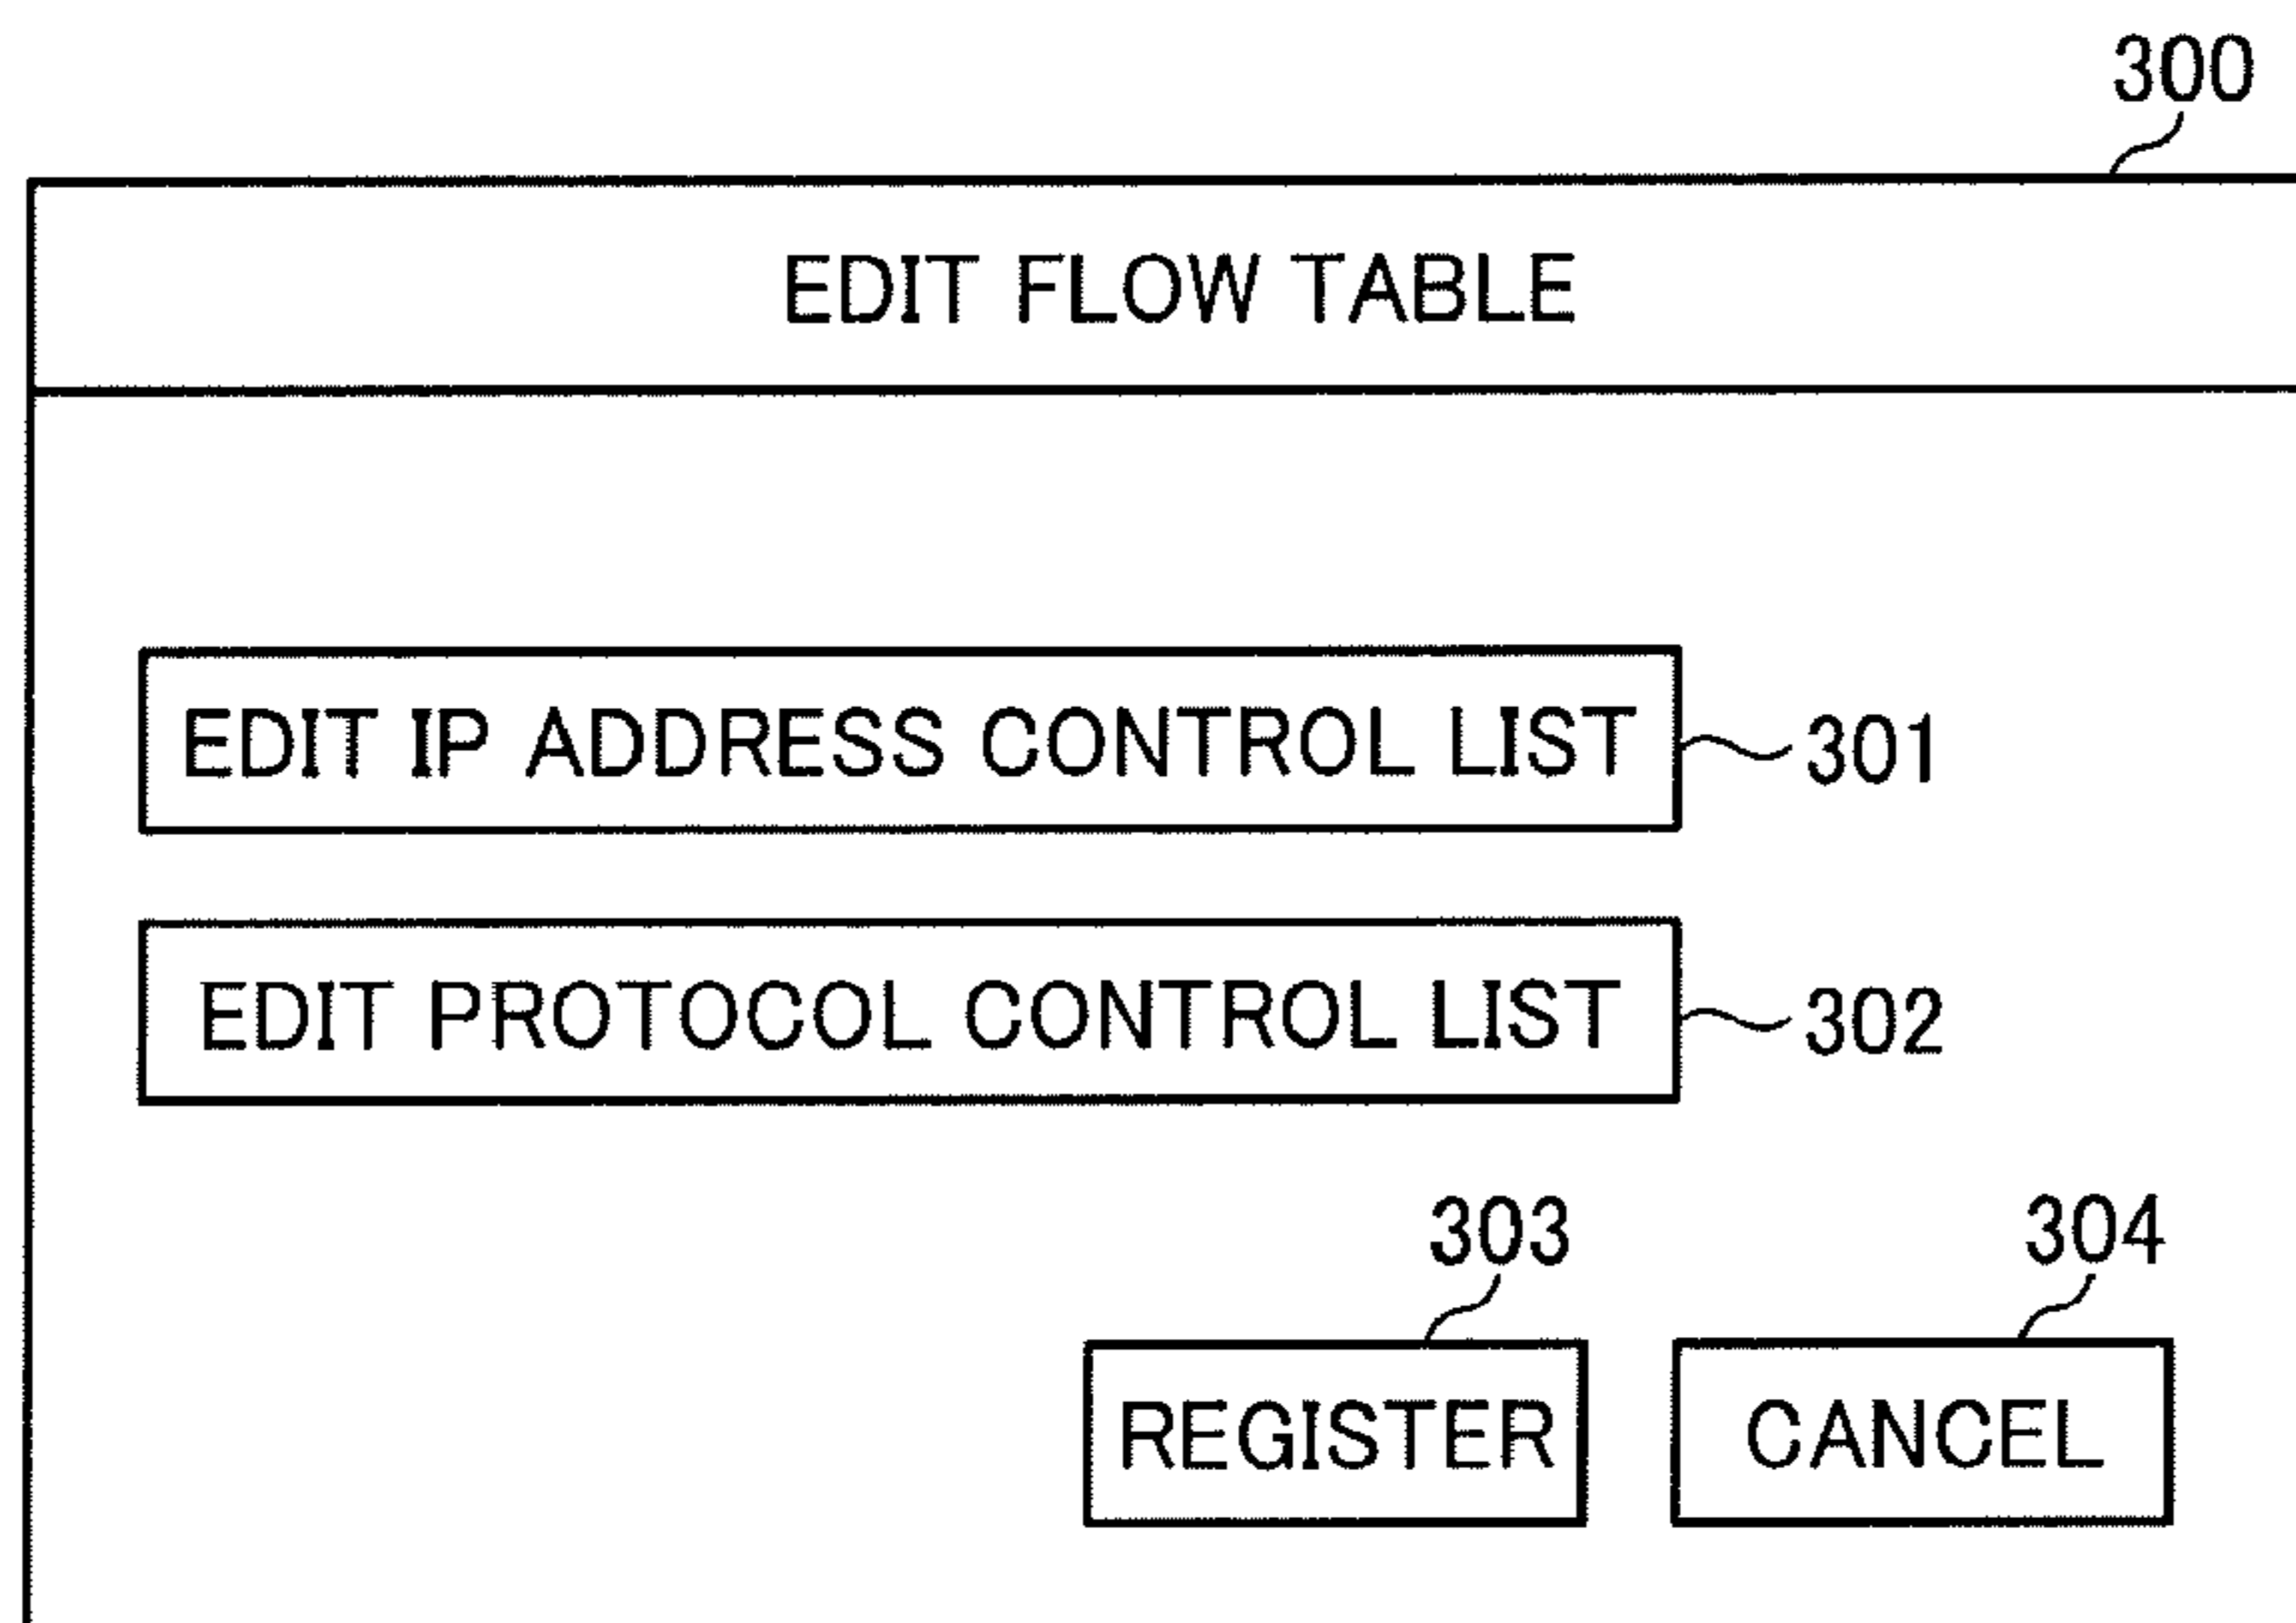 300
EDIT FLOW TABLE
EDIT IP ADDRESS CONTROL LIST 301
EDIT PROTOCOL CONTROL LIST 302
303 304
REGISTER CANCEL